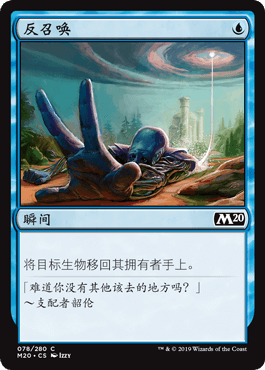 反召唤
瞬间
M20
将目标生物移回其拥有者手上。
「难道你没有其他该去的地方吗？」
～支配者韶伦
078/280 C
M20 • CS Izzy
™ & © 2019 Wizards of the Coast